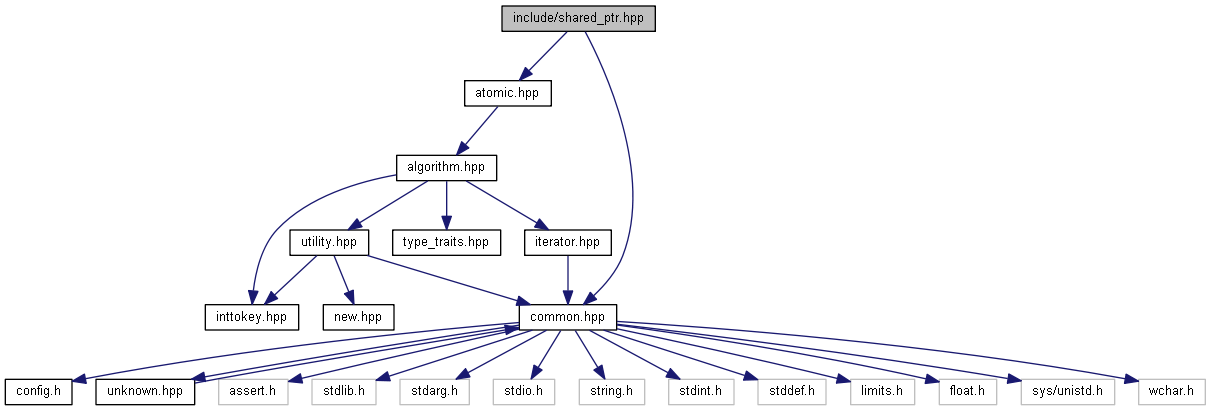 include/shared_ptr.hpp
atomic.hpp
algorithm.hpp
utility.hpp
type_traits.hpp
iterator.hpp
inttokey.hpp
new.hpp
common.hpp
config.h
unknown.hpp
assert.h
stdlib.h
stdarg.h
stdio.h
string.h
stdint.h
stddef.h
limits.h
float.h
sys/unistd.h
wchar.h